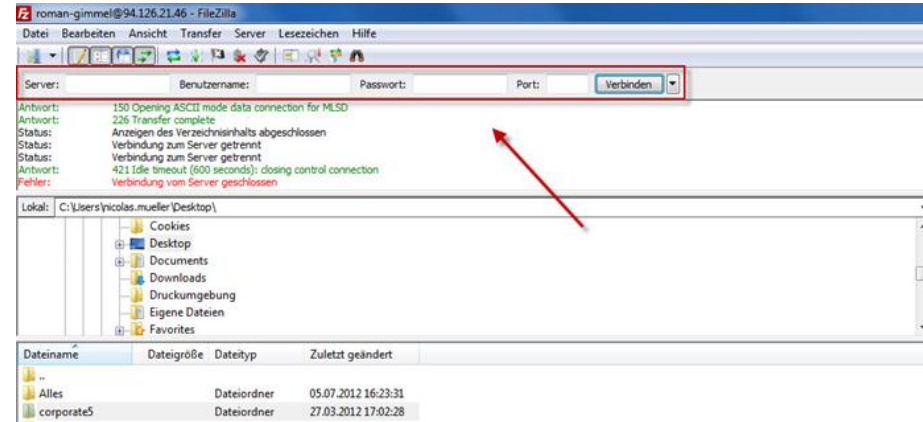 roman-gimmel@94.126.21.46 - FileZilla
Datei Bearbeiten Ansicht Transfer Server Lesezeichen Hilfe
Server: Benutzername: Passwort: Port: Verbinden
Antwort: 150 Opening ASCII mode data connection for MLSD
Antwort: 226 Transfer complete
Status: Anzeigen des Verzeichnisinhalts abgeschlossen
Status: Verbindung zum Server getrennt
Status: Verbindung zum Server getrennt
Antwort: 421 Idle timeout (600 seconds): closing control connection
Fehler: Verbindung vom Server geschlossen
Lokal: C:\Users\nicolas.mueller\Desktop\
Cookies
Desktop
Documents
Downloads
Druckumgebung
Eigene Dateien
Favorites
Dateiname Dateigröße Dateityp Zuletzt geändert
..
Alles Dateiordner 05.07.2012 16:23:31
corporate5 Dateiordner 27.03.2012 17:02:28